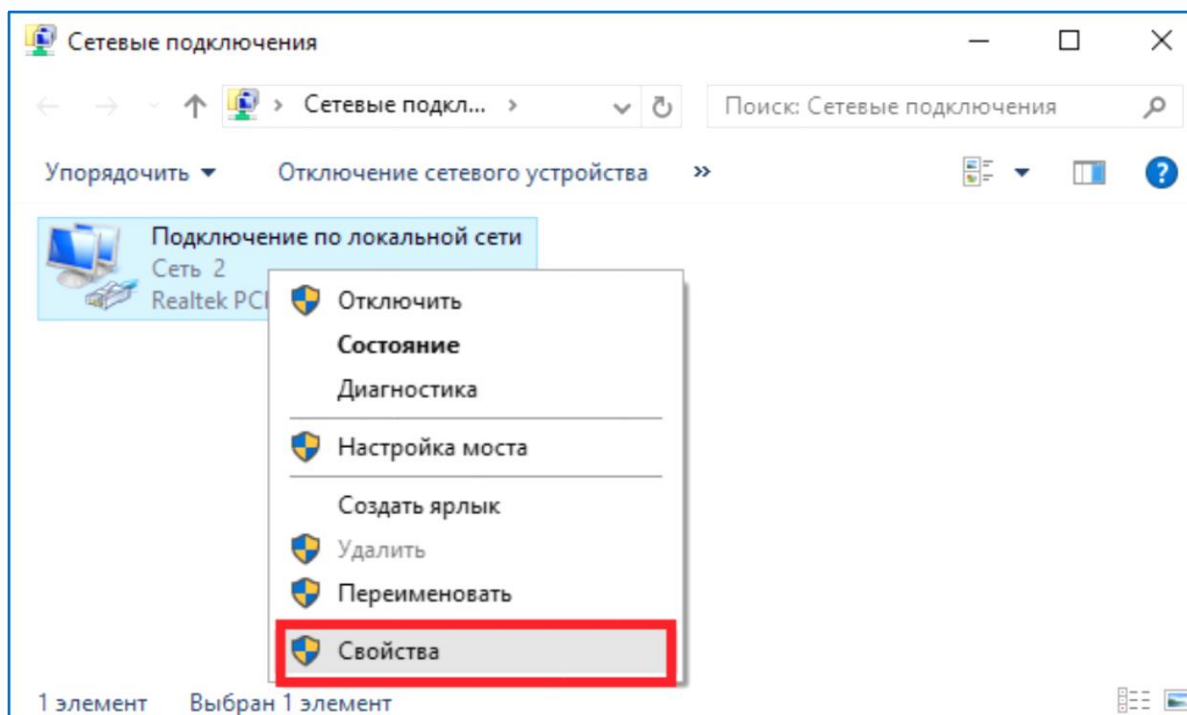 Сетевые подключения
Сетевые подкл...
Поиск: Сетевые подключения
Упорядочить
Отключение сетевого устройства
»
Подключение по локальной сети
Сеть 2
Realtek PCI
Отключить
Состояние
Диагностика
Настройка моста
Создать ярлык
Удалить
Переименовать
Свойства
1 элемент
Выбран 1 элемент